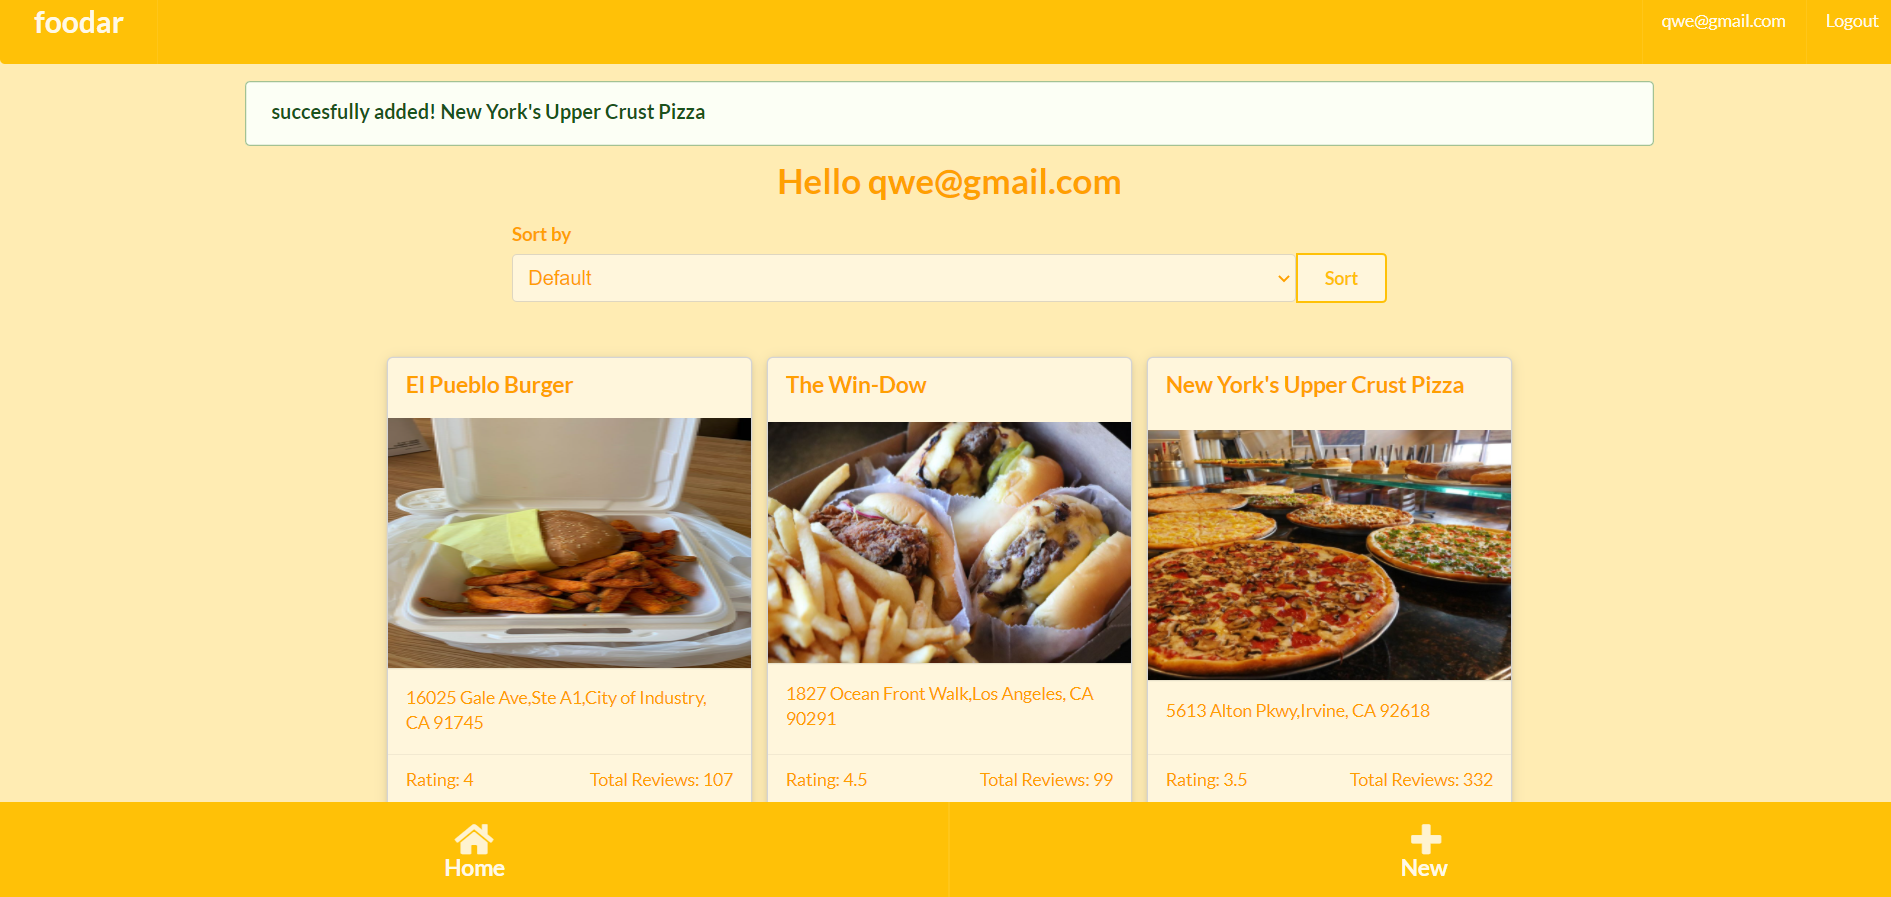 foodar
qwe@gmail.com
Logout
succesfully added! New York's Upper Crust Pizza
Hello qwe@gmail.com
Sort by
Default
Sort
El Pueblo Burger
The Win-Dow
New York's Upper Crust Pizza
16025 Gale Ave,Ste A1,City of Industry,
CA 91745
1827 Ocean Front Walk,Los Angeles, CA
90291
5613 Alton Pkwy,Irvine, CA 92618
Rating: 4
Total Reviews: 107
Rating: 4.5
Total Reviews: 99
Rating: 3.5
Total Reviews: 332
Home
New